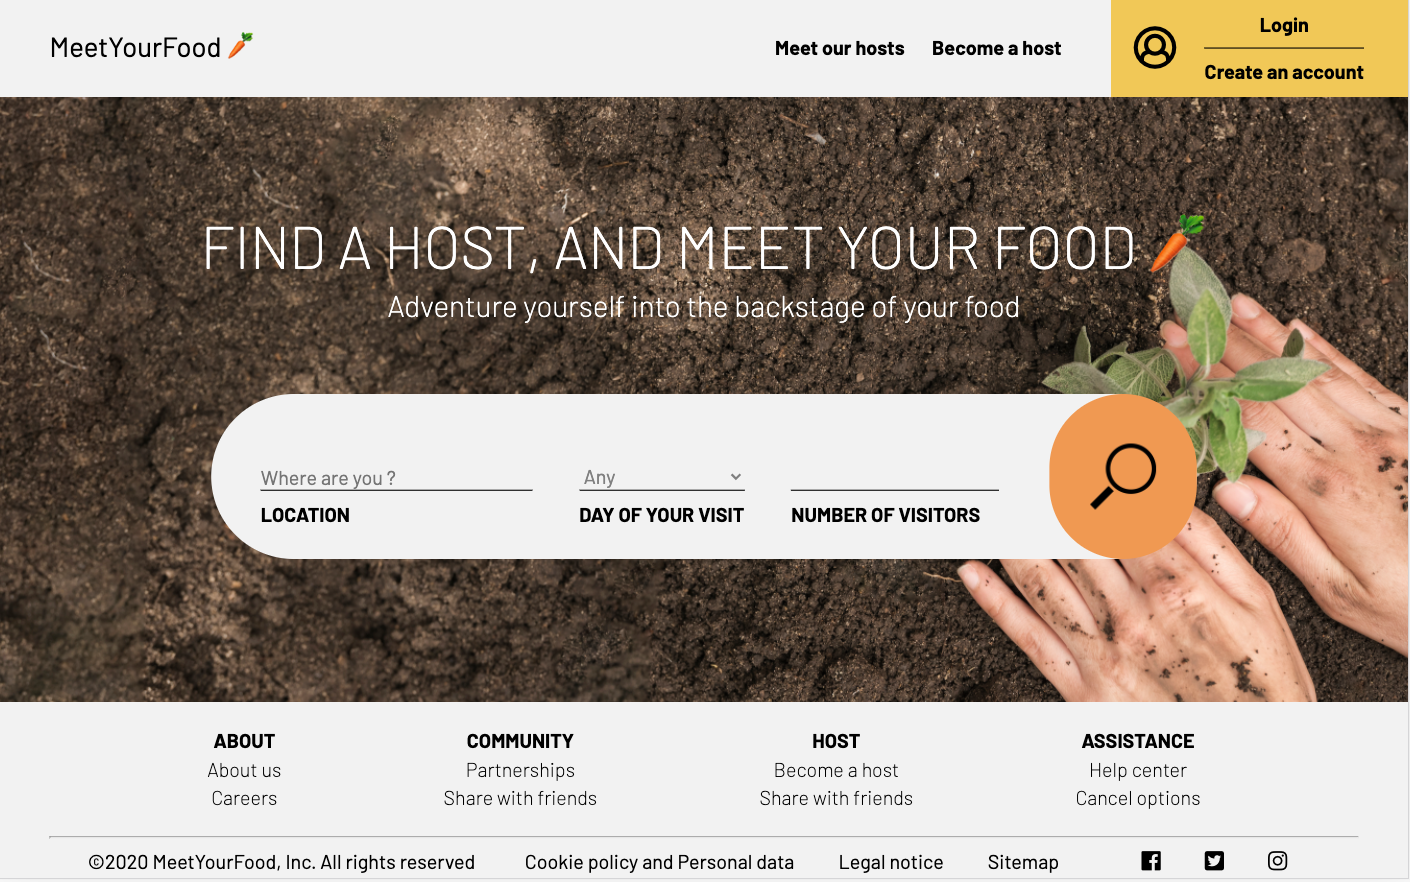 MeetYourFood 🥕
Meet our hosts Become a host
Login
Create an account
FIND A HOST, AND MEET YOUR FOOD 🥕
Adventure yourself into the backstage of your food
Where are you ? Any
LOCATION DAY OF YOUR VISIT NUMBER OF VISITORS
ABOUT COMMUNITY HOST ASSISTANCE
About us Partnerships Become a host Help center
Careers Share with friends Share with friends Cancel options
©2020 MeetYourFood, Inc. All rights reserved Cookie policy and Personal data Legal notice Sitemap